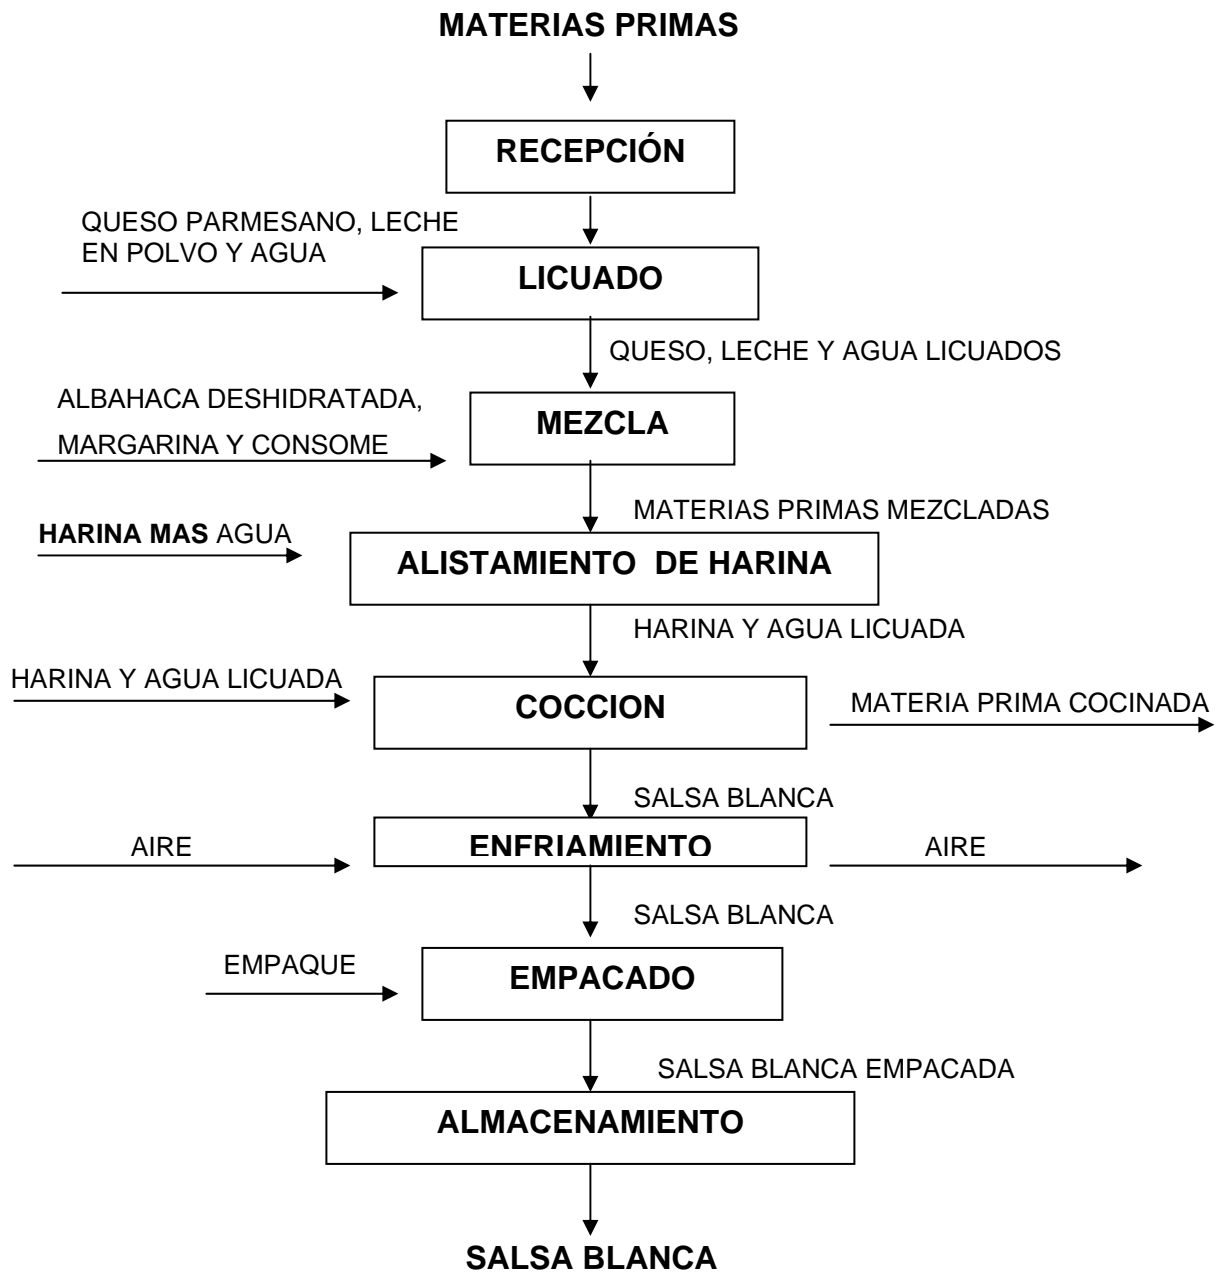 MATERIAS PRIMAS
RECEPCIÓN
QUESO PARMESANO, LECHE
EN POLVO Y AGUA
LICUADO
QUESO, LECHE Y AGUA LICUADOS
ALBAHACA DESHIDRATADA,
MARGARINA Y CONSOME
MEZCLA
MATERIAS PRIMAS MEZCLADAS
HARINA MAS AGUA
ALISTAMIENTO DE HARINA
HARINA Y AGUA LICUADA
HARINA Y AGUA LICUADA
COCCION
MATERIA PRIMA COCINADA
SALSA BLANCA
AIRE
ENFRIAMIENTO
AIRE
SALSA BLANCA
EMPAQUE
EMPACADO
SALSA BLANCA EMPACADA
ALMACENAMIENTO
SALSA BLANCA